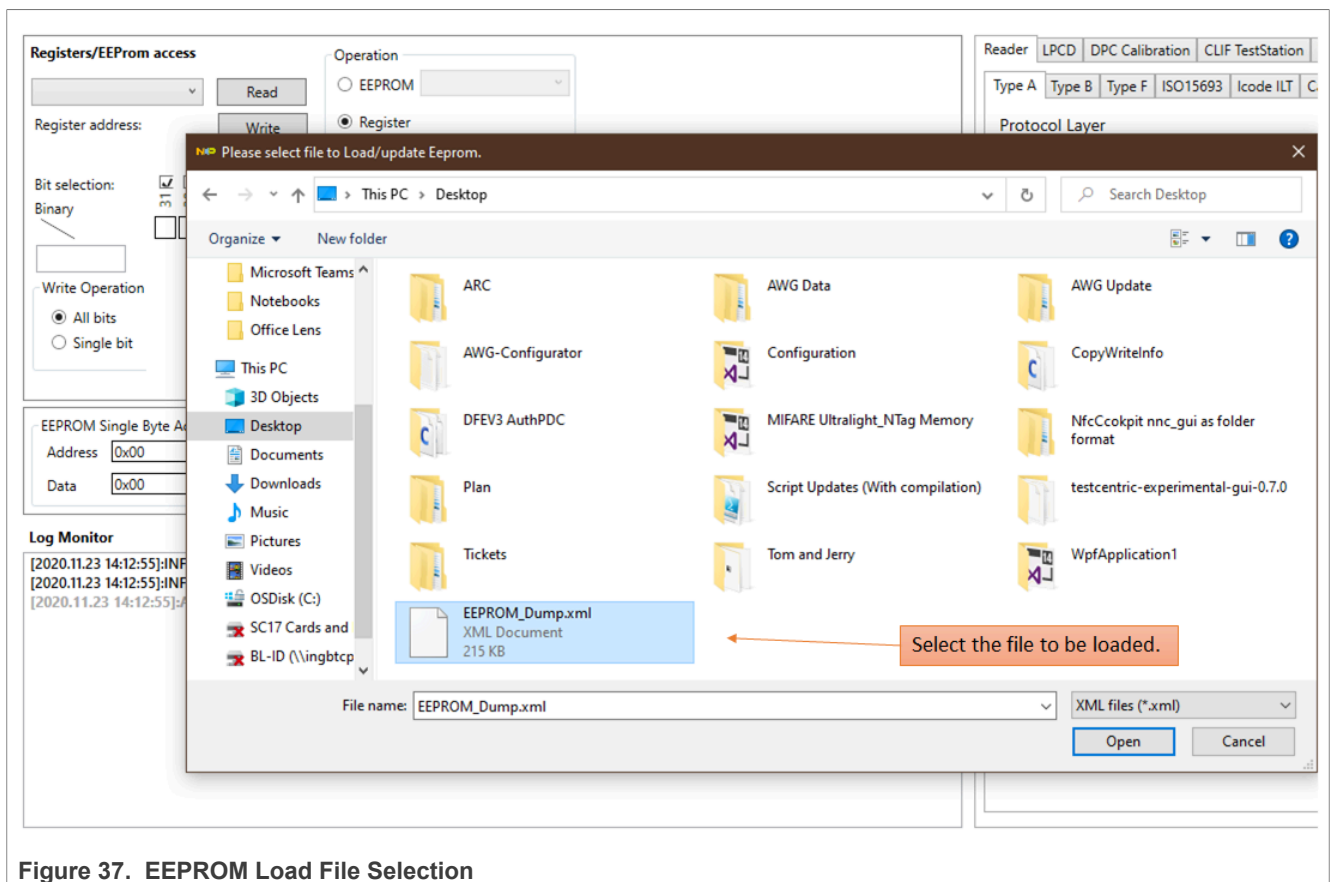 Registers/EEProm access
Read
Register address:
Write
Bit selection:
31
Binary
Write Operation
All bits
Single bit
Operation
EEPROM
Register
Reader LPCD DPC Calibration CLIF TestStation
Type A Type B Type F ISO15693 Icode ILT
Protocol Layer
NXP Please select file to Load/update Eeprom.
This PC > Desktop
Search Desktop
Organize New folder
Microsoft Teams
Notebooks
Office Lens
This PC
3D Objects
Desktop
Documents
Downloads
Music
Pictures
Videos
OSDisk (C:)
SC17 Cards and
BL-ID (\\ingbtcp
ARC
AWG Data
AWG Update
AWG-Configurator
Configuration
CopyWriteInfo
DFEV3 AuthPDC
MIFARE Ultralight_NTag Memory
NfcCcokpit nnc_gui as folder
format
Plan
Script Updates (With compilation)
testcentric-experimental-gui-0.7.0
Tickets
Tom and Jerry
WpfApplication1
EEPROM_Dump.xml
XML Document
215 KB
Select the file to be loaded.
File name: EEPROM_Dump.xml
XML files (*.xml)
Open Cancel
EEPROM Single Byte
Address 0x00
Data 0x00
Log Monitor
[2020.11.23 14:12:55]:INF
[2020.11.23 14:12:55]:INF
[2020.11.23 14:12:55]:
Figure 37. EEPROM Load File Selection